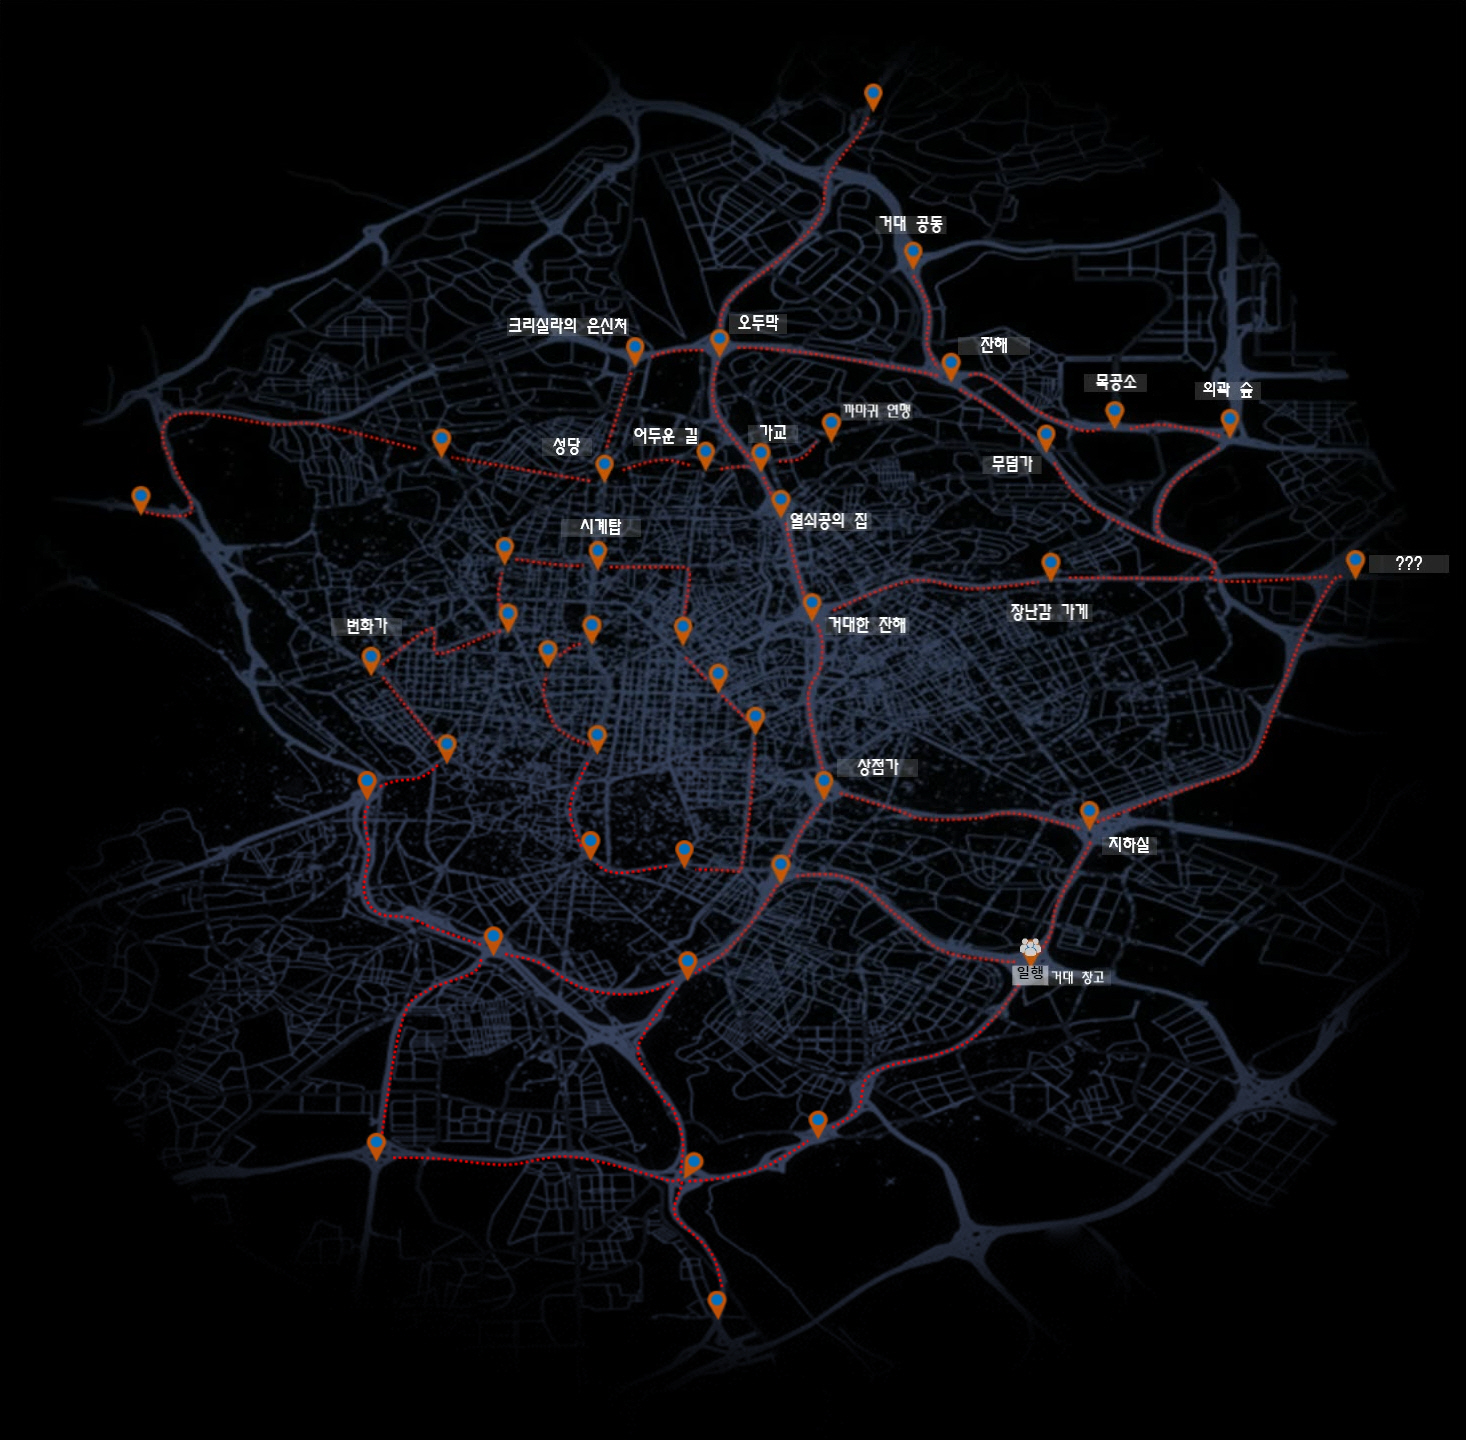 거대 공동
크리실라의 은신처
오두막
잔해
목공소
외곽 숲
까마귀 연맹
성당
어두운 길
가교
무덤가
시계탑
열쇠공의 집
???
장난감 가게
번화가
거대한 잔해
상점가
지하실
일행
거대 창고